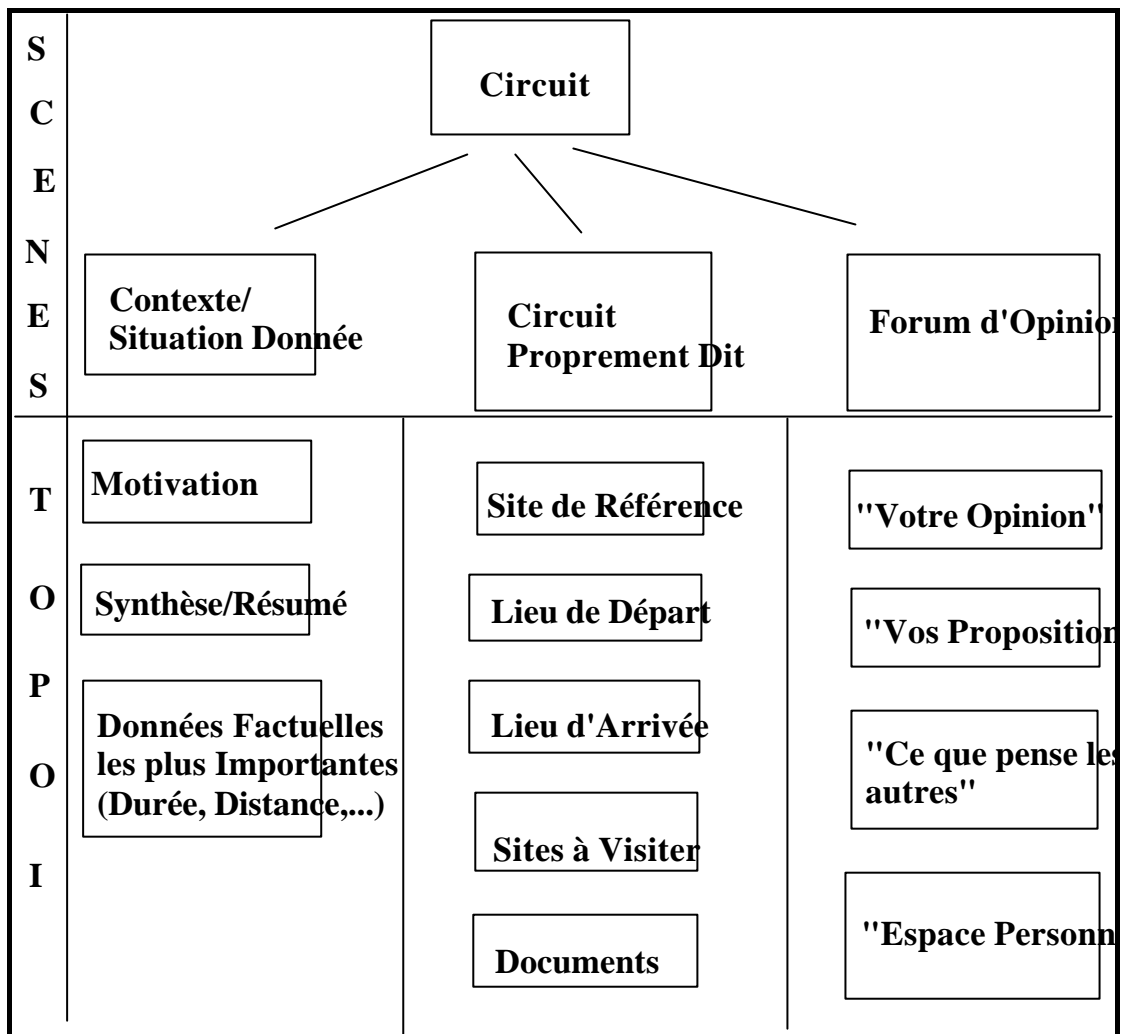 SCENES
Circuit
Contexte/
Situation Donnée
Circuit
Proprement Dit
Forum d'Opinion
TOPOI
Motivation
Synthèse/Résumé
Données Factuelles
les plus Importantes
(Durée, Distance,...)
Site de Référence
Lieu de Départ
Lieu d'Arrivée
Sites à Visiter
Documents
"Votre Opinion"
"Vos Proposition
"Ce que pense les
autres"
"Espace Personn